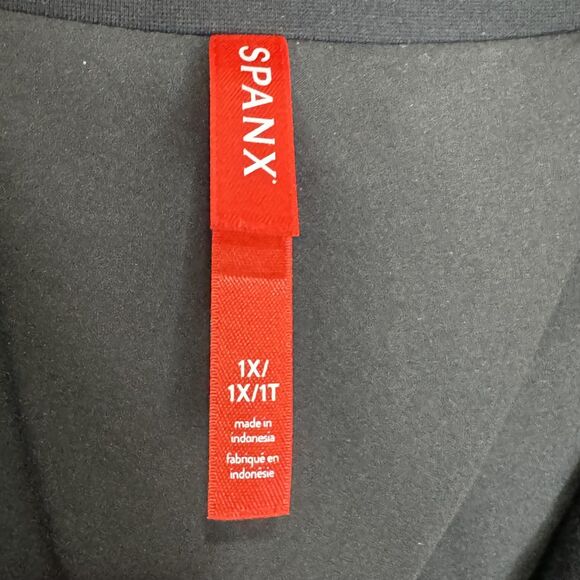 SPANX
1X/
1X/1T
made in
indonesia
fabriqué en
indonésie